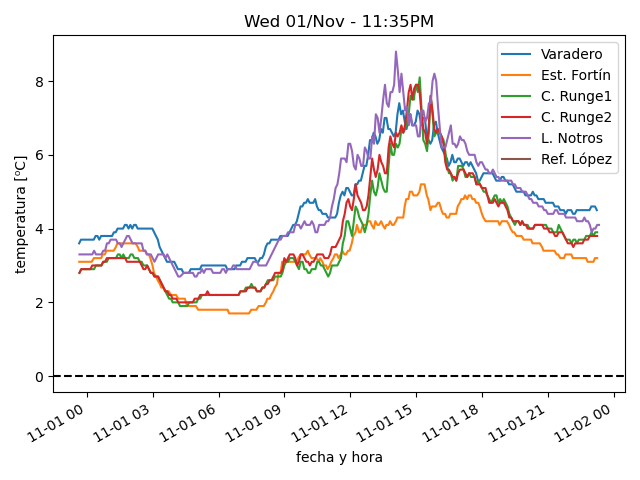 Wed 01/Nov - 11:35PM
temperatura [ºC]
8
6
4
2
0
Varadero
Est. Fortín
C. Runge1
C. Runge2
L. Notros
Ref. López
11-01 00
11-01 03
11-01 06
11-01 09
11-01 12
11-01 15
11-01 18
11-01 21
11-02 00
fecha y hora